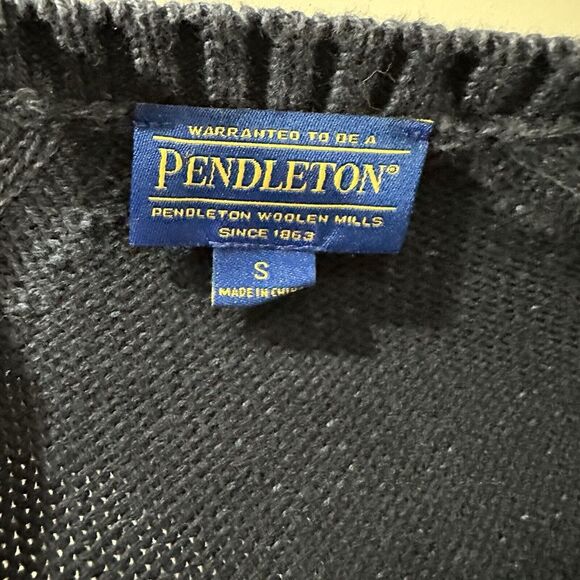 WARRANTED TO BE A
PENDLETON®
PENDLETON WOOLEN MILLS
SINCE 1863
S
MADE IN